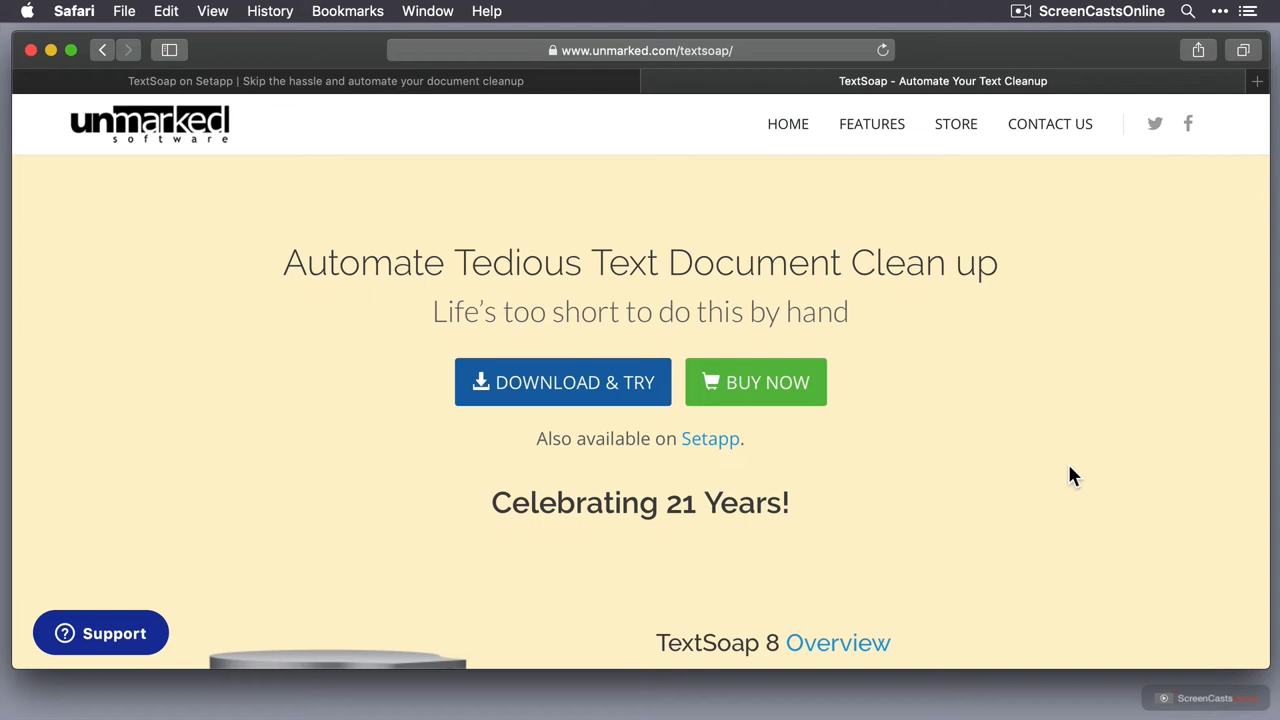 Safari File Edit View History Bookmarks Window Help ScreenCastsOnline
www.unmarked.com/textsoap/
TextSoap on Setapp | Skip the hassle and automate your document cleanup
TextSoap - Automate Your Text Cleanup
unmarked
software
HOME FEATURES STORE CONTACT US
Automate Tedious Text Document Clean up
Life's too short to do this by hand
DOWNLOAD & TRY BUY NOW
Also available on Setapp.
Celebrating 21 Years!
Support
TextSoap 8 Overview
ScreenCastsOnline